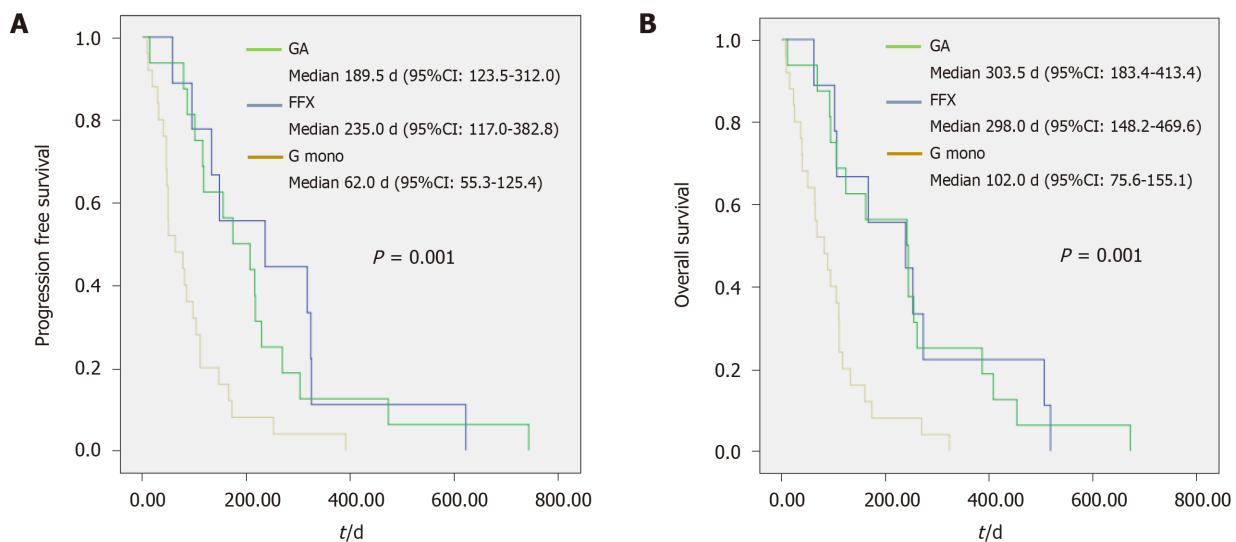 A
Progression free survival
1.0
0.8
0.6
0.4
0.2
0.0
GA
Median 189.5 d (95%CI: 123.5-312.0)
FFX
Median 235.0 d (95%CI: 117.0-382.8)
G mono
Median 62.0 d (95%CI: 55.3-125.4)
P = 0.001
0.00 200.00 400.00 600.00 800.00
t/d
B
Overall survival
1.0
0.8
0.6
0.4
0.2
0.0
GA
Median 303.5 d (95%CI: 183.4-413.4)
FFX
Median 298.0 d (95%CI: 148.2-469.6)
G mono
Median 102.0 d (95%CI: 75.6-155.1)
P = 0.001
0.00 200.00 400.00 600.00 800.00
t/d